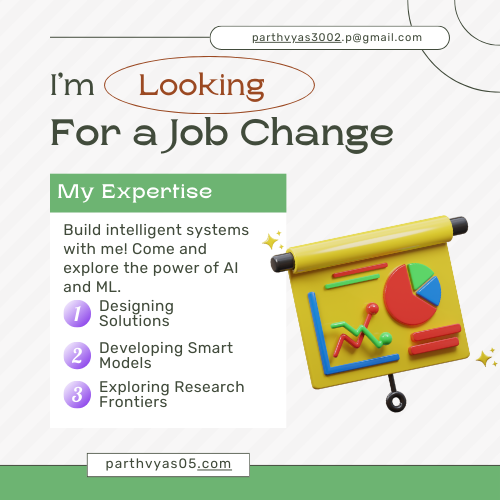 parthvyas3002.p@gmail.com
I'm Looking
For a Job Change
My Expertise
Build intelligent systems
with me! Come and
explore the power of AI
and ML.
1 Designing
Solutions
2 Developing Smart
Models
3 Exploring Research
Frontiers
parthvyas05.com